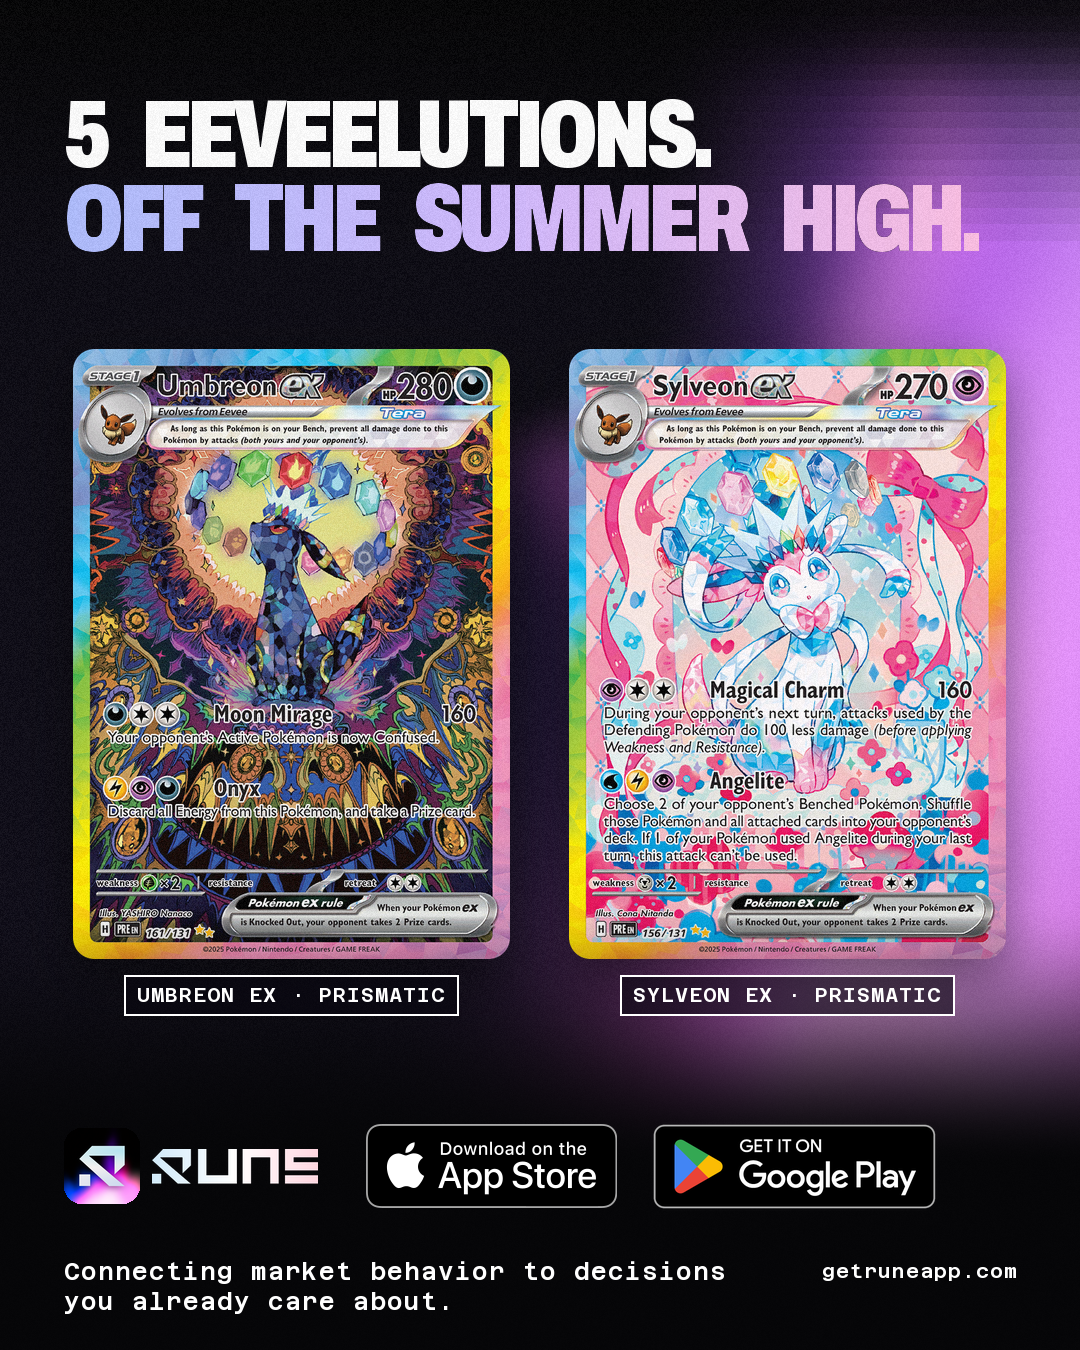 5 EEVEELUTIONS.
OFF THE SUMMER HIGH.
STAGE1 Umbreon ex HP 280
Evolves from Eevee Tera
As long as this Pokémon is on your Bench, prevent all damage done to this
Pokémon by attacks (both yours and your opponent's).
Moon Mirage 160
Your opponent's Active Pokémon is now Confused.
Onyx
Discard all Energy from this Pokémon, and take a Prize card.
weakness ×2 resistance retreat
Pokémon ex rule When your Pokémon ex
is Knocked Out, your opponent takes 2 Prize cards.
Illus. YASHIRO Nanaco
H PRE EN 161/131
©2025 Pokémon / Nintendo / Creatures / GAME FREAK
UMBREON EX · PRISMATIC
STAGE1 Sylveon ex HP 270
Evolves from Eevee Tera
As long as this Pokémon is on your Bench, prevent all damage done to this
Pokémon by attacks (both yours and your opponent's).
Magical Charm 160
During your opponent's next turn, attacks used by the
Defending Pokémon do 100 less damage (before applying
Weakness and Resistance).
Angelite
Choose 2 of your opponent's Benched Pokémon. Shuffle
those Pokémon and all attached cards into your opponent's
deck. If 1 of your Pokémon used Angelite during your last
turn, this attack can't be used.
weakness ×2 resistance retreat
Pokémon ex rule When your Pokémon ex
is Knocked Out, your opponent takes 2 Prize cards.
Illus. Cona Nitanda
H PRE EN 156/131
©2025 Pokémon / Nintendo / Creatures / GAME FREAK
SYLVEON EX · PRISMATIC
RUNE
Download on the
App Store
GET IT ON
Google Play
Connecting market behavior to decisions
you already care about.
getruneapp.com